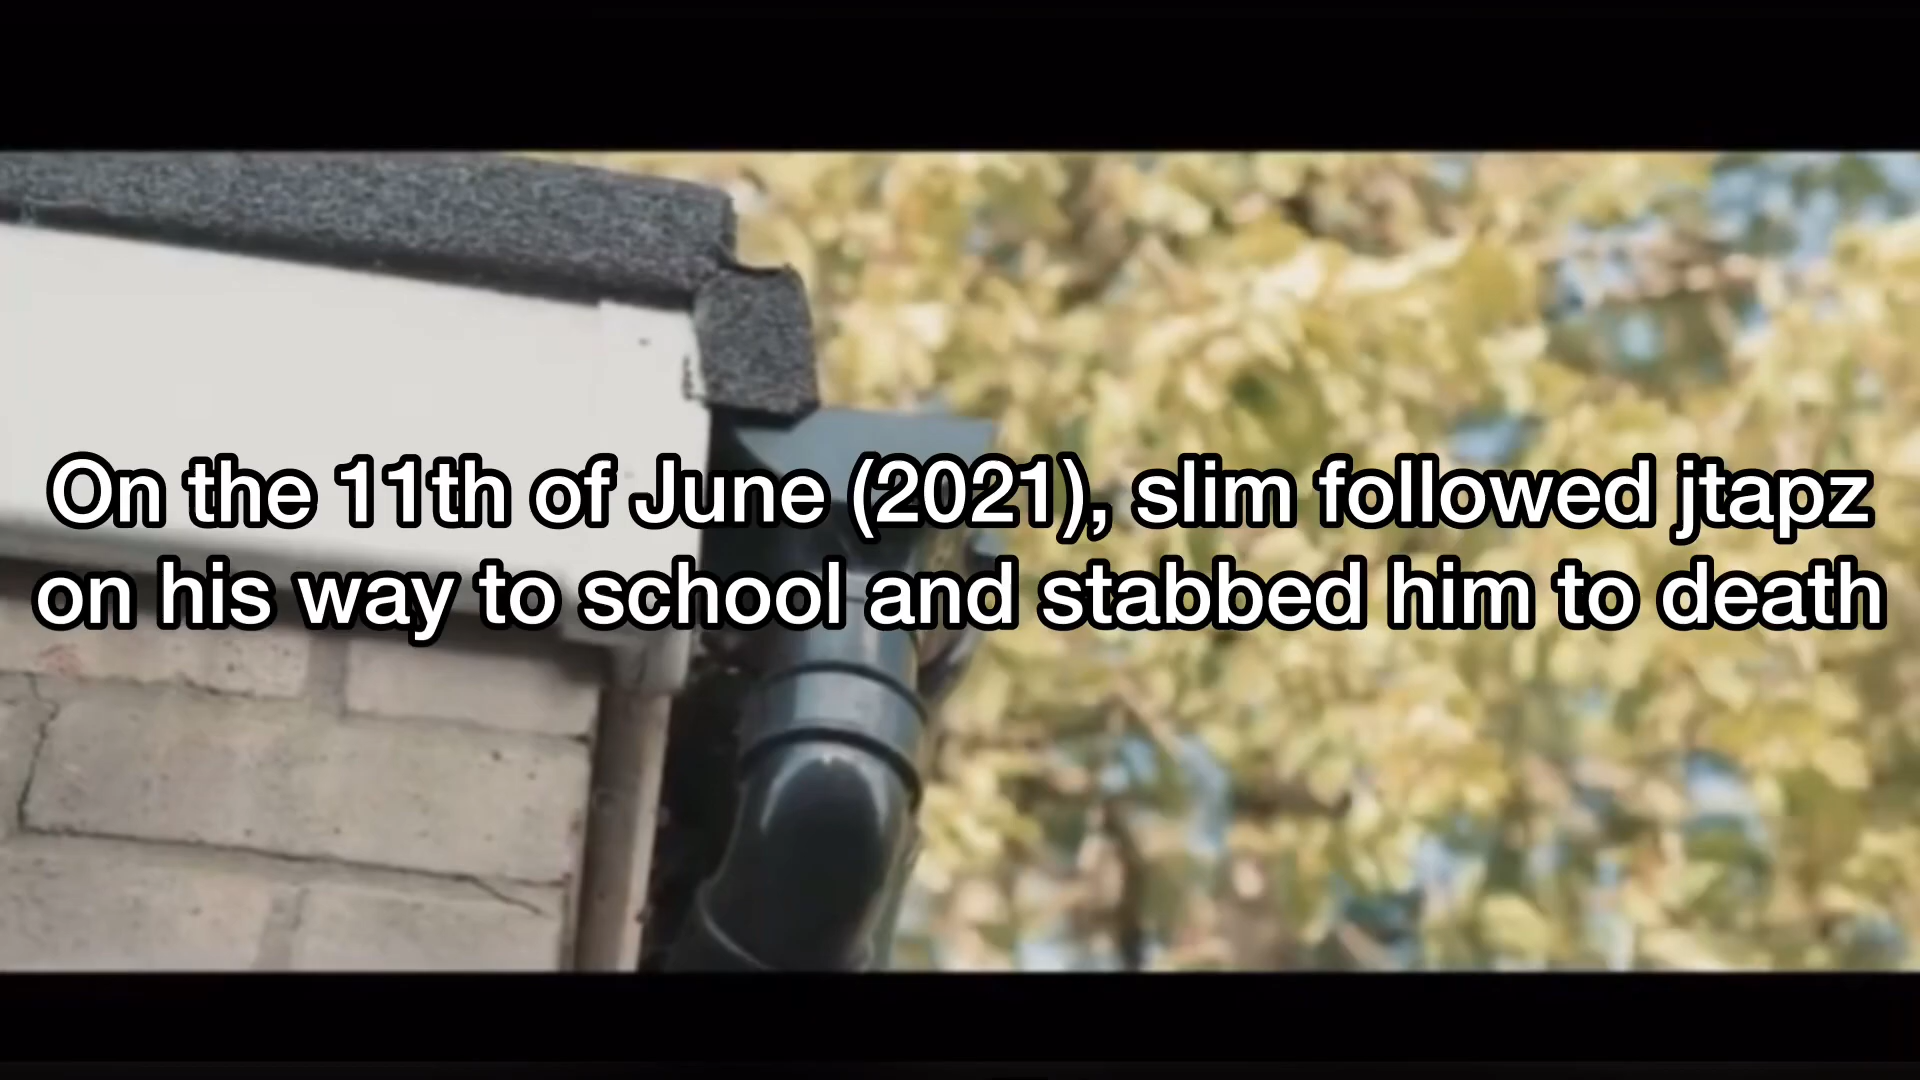 On the 11th of June (2021), slim followed jtapz
on his way to school and stabbed him to death